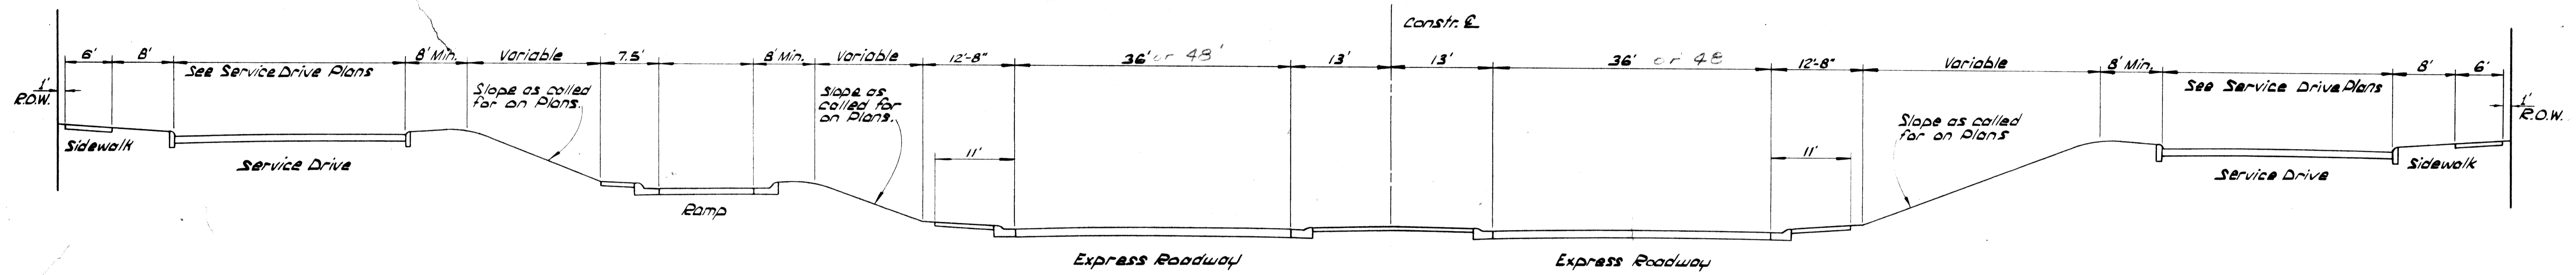 Constr. ℄
6' 8' 8' Min. Variable 7.5' 8' Min. Variable 12'-8" 36' or 48' 13' 13' 36' or 48 12'-8" Variable 8' Min. 8' 6'
See Service Drive Plans
See Service Drive Plans
1'
R.O.W.
1'
R.O.W.
Slope as called
for on Plans.
Slope as
called for
on Plans.
Slope as called
for on Plans
11'
11'
Sidewalk
Service Drive
Ramp
Express Roadway
Express Roadway
Service Drive
Sidewalk